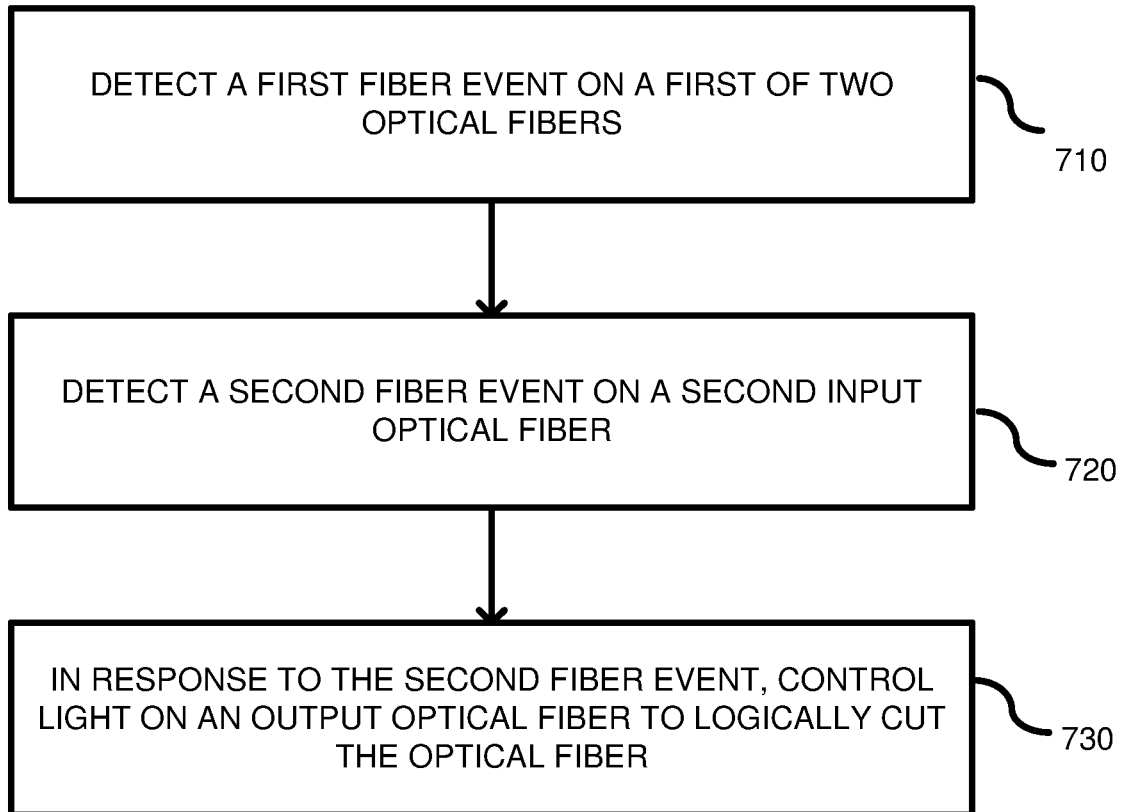 DETECT A FIRST FIBER EVENT ON A FIRST OF TWO
OPTICAL FIBERS
710
DETECT A SECOND FIBER EVENT ON A SECOND INPUT
OPTICAL FIBER
720
IN RESPONSE TO THE SECOND FIBER EVENT, CONTROL
LIGHT ON AN OUTPUT OPTICAL FIBER TO LOGICALLY CUT
THE OPTICAL FIBER
730